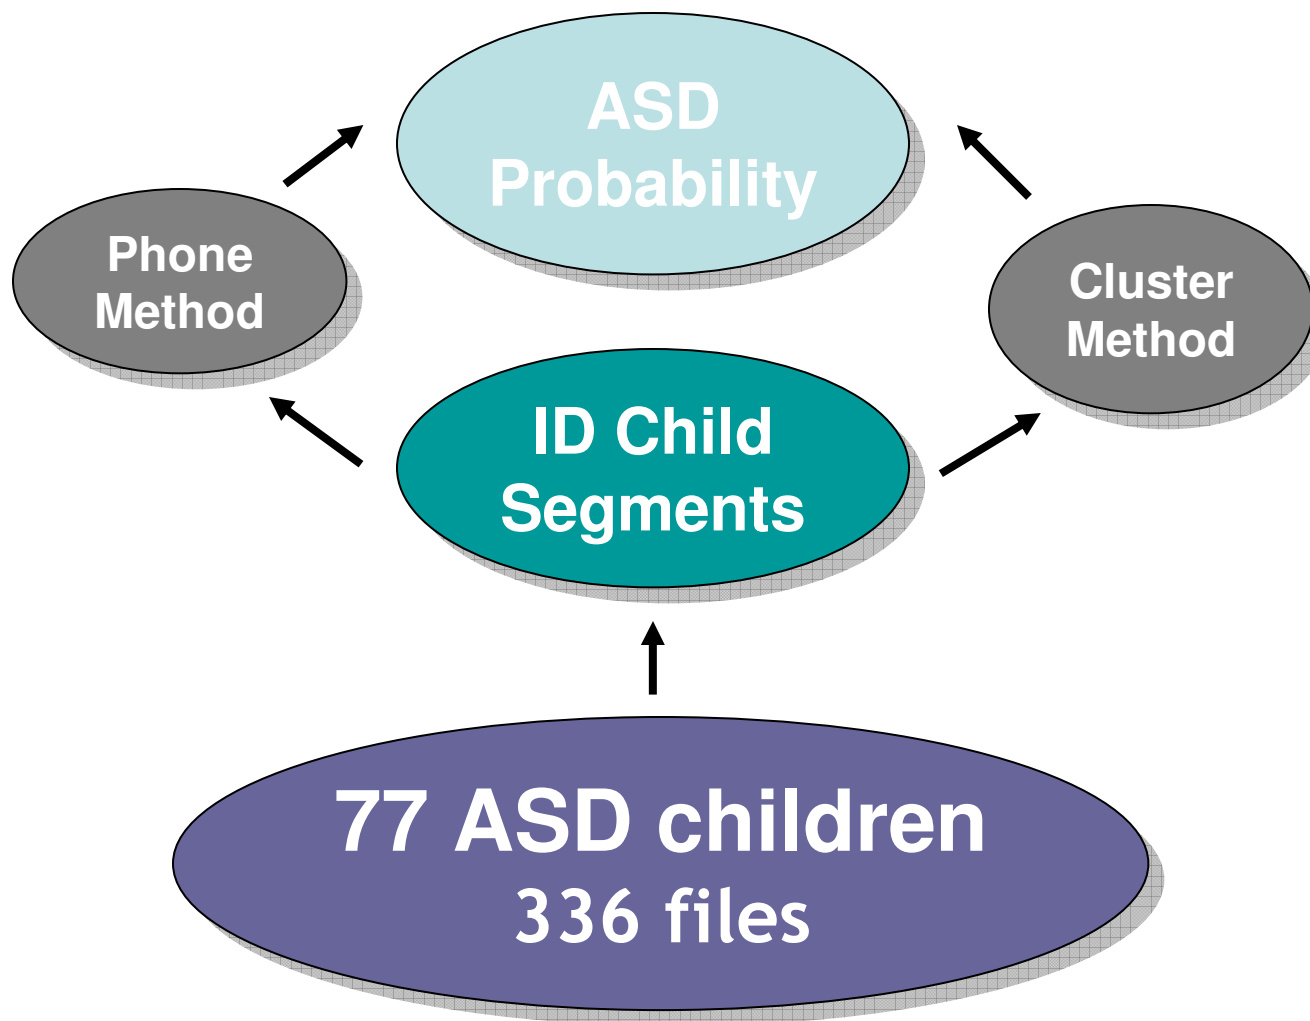 ASD
Probability
Phone
Method
Cluster
Method
ID Child
Segments
77 ASD children
336 files